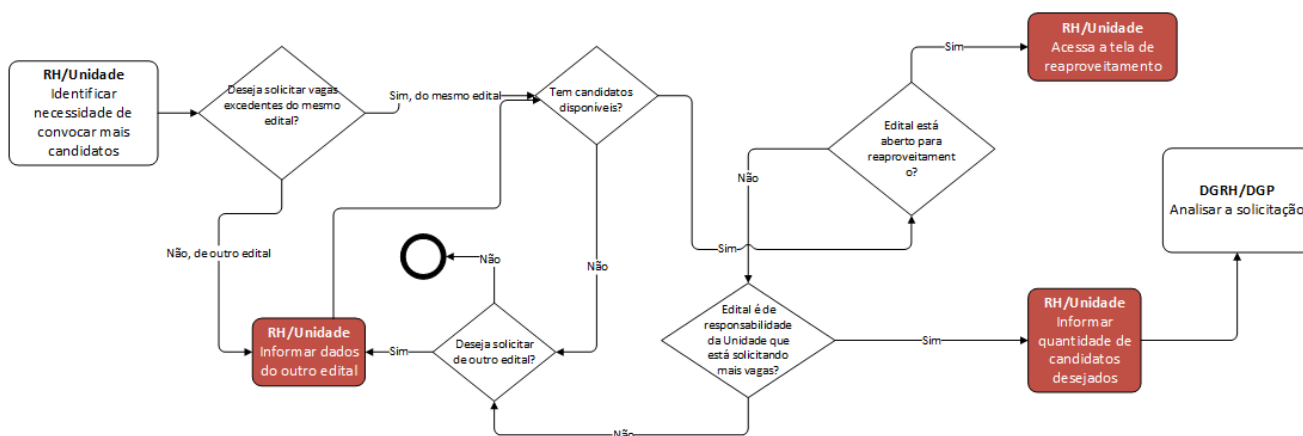 RH/Unidade
Identificar
necessidade de
convocar mais
candidatos
Deseja solicitar vagas
excedentes do mesmo
edital?
Sim, do mesmo edital
Tem candidatos
disponíveis?
Sim
RH/Unidade
Acessa a tela de
reaproveitamento
Edital está
aberto para
reaproveitament
o?
Não
DGRH/DGP
Analisar a solicitação
Não, de outro edital
Não
Não
Sim
RH/Unidade
Informar dados
do outro edital
Sim
Deseja solicitar
de outro edital?
Edital é de
responsabilidade
da Unidade que
está solicitando
mais vagas?
Sim
RH/Unidade
Informar
quantidade de
candidatos
desejados
Não